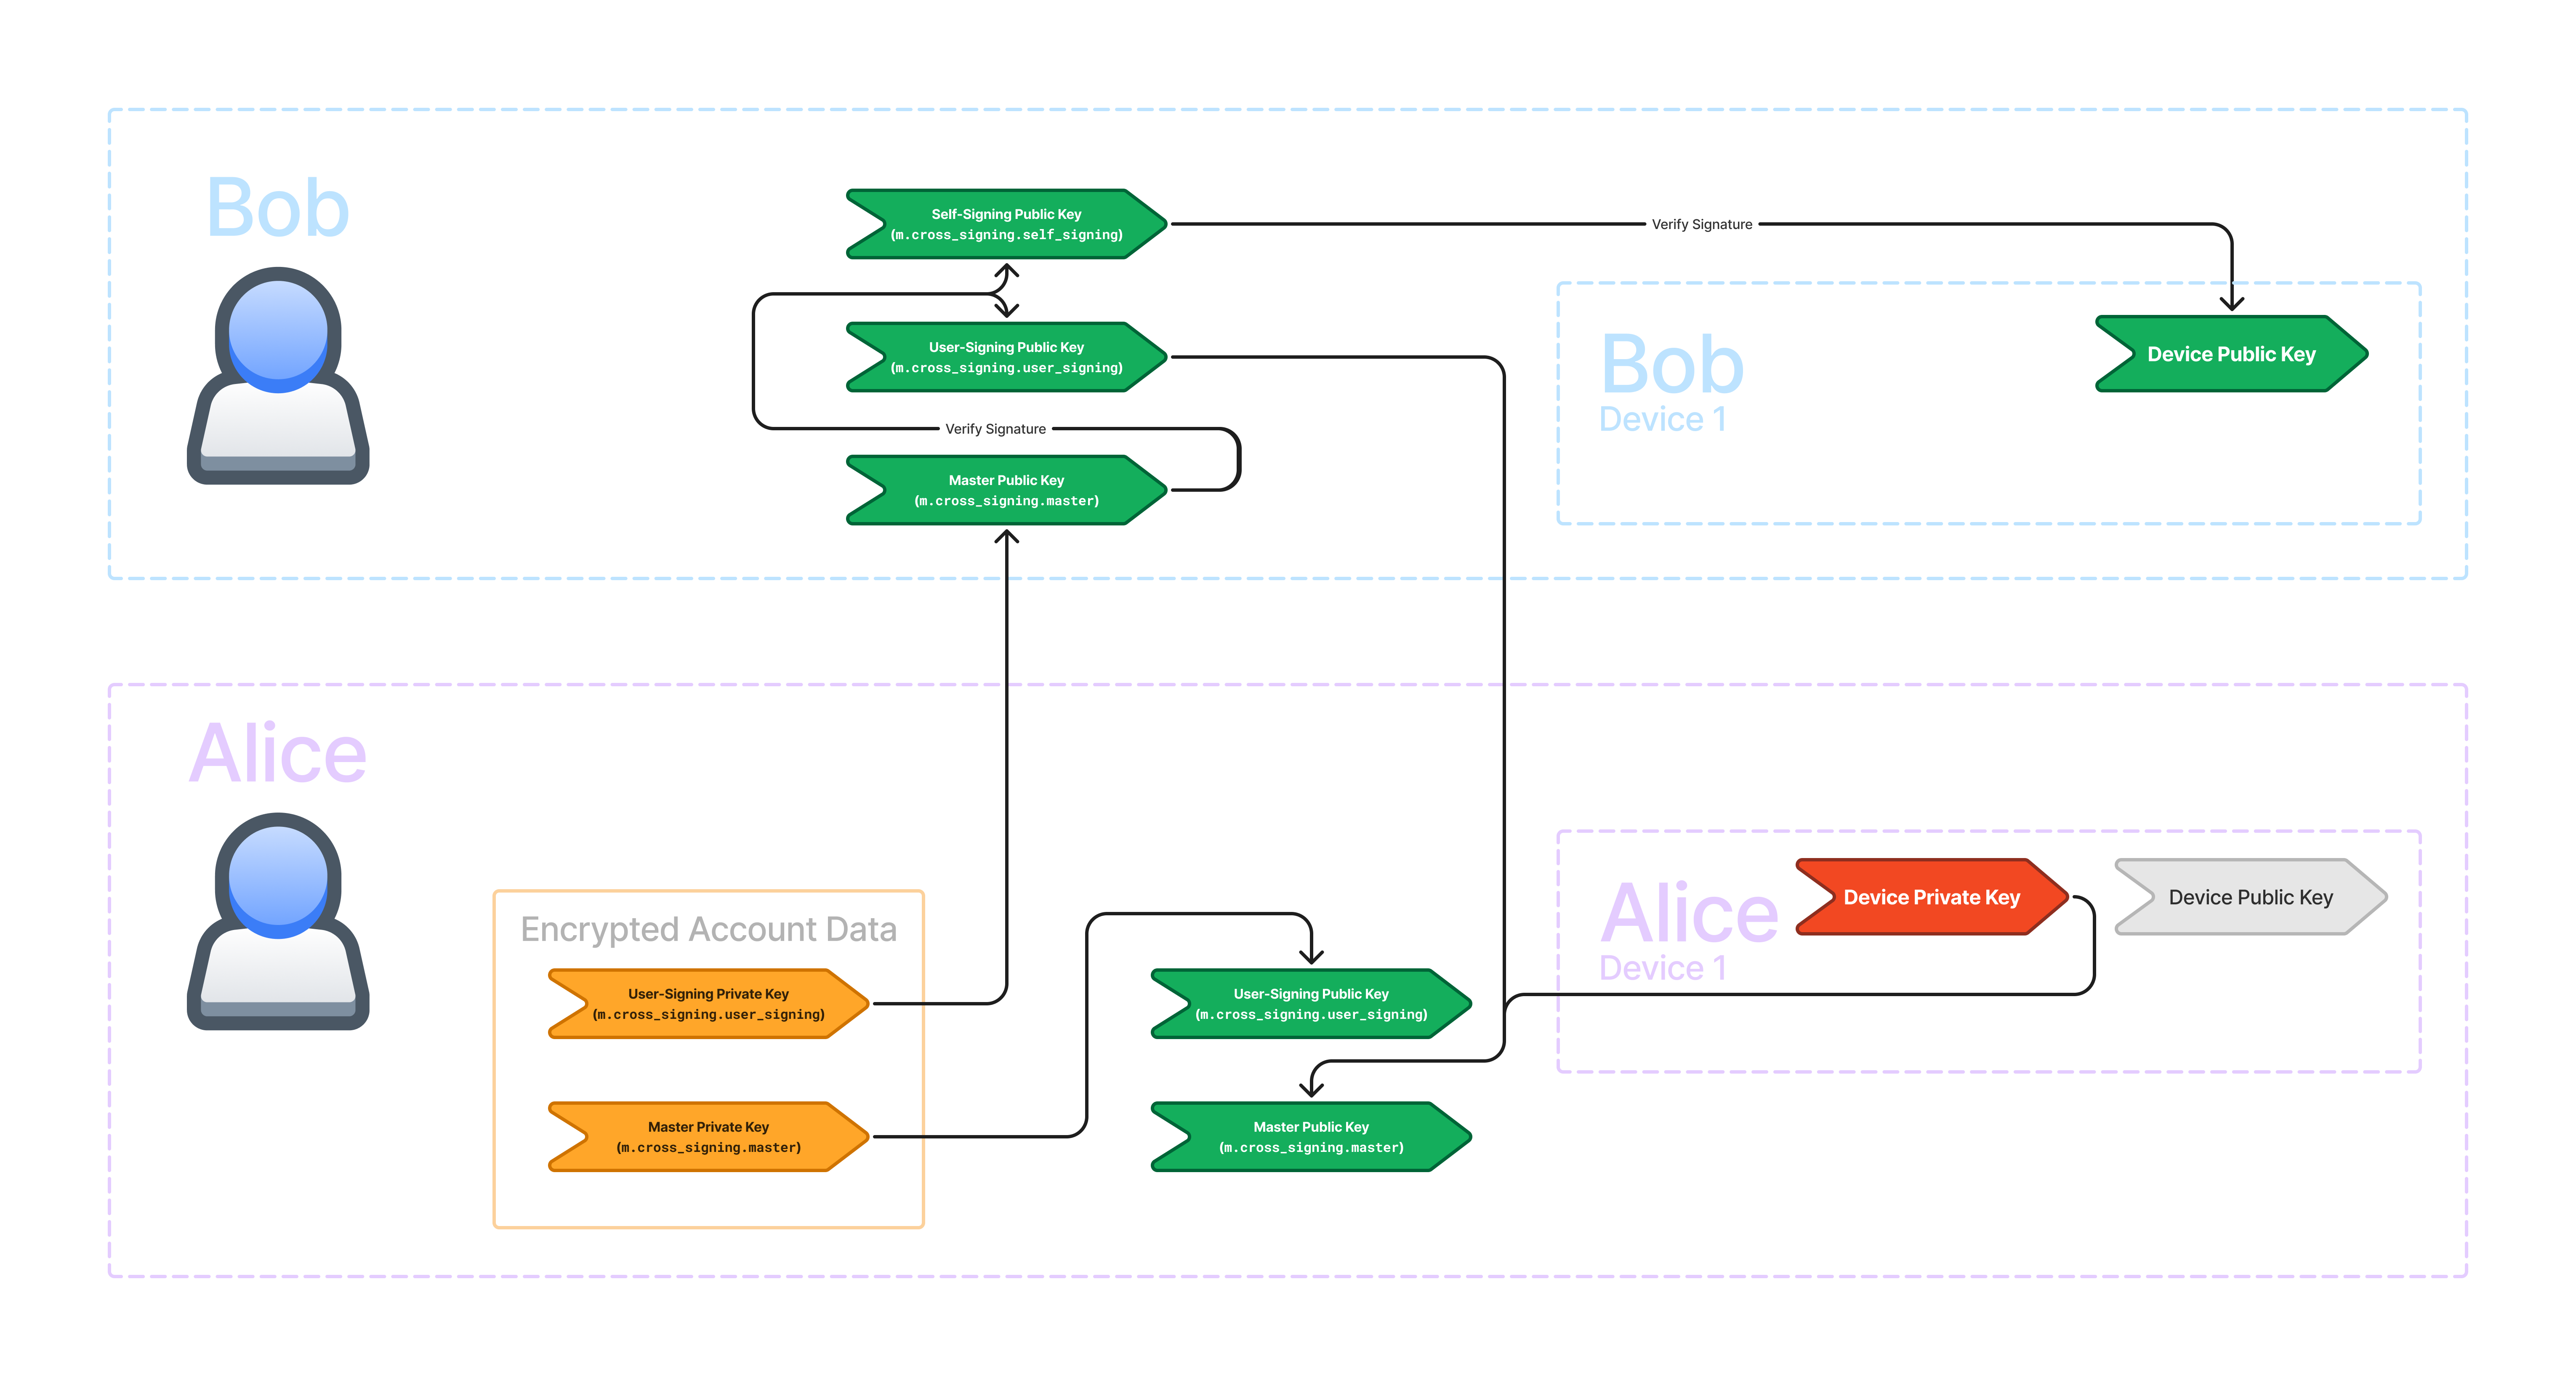 Bob
Self-Signing Public Key
(m.cross_signing.self_signing)
Verify Signature
User-Signing Public Key
(m.cross_signing.user_signing)
Verify Signature
Master Public Key
(m.cross_signing.master)
Bob
Device 1
Device Public Key
Alice
Encrypted Account Data
User-Signing Private Key
(m.cross_signing.user_signing)
Master Private Key
(m.cross_signing.master)
User-Signing Public Key
(m.cross_signing.user_signing)
Master Public Key
(m.cross_signing.master)
Alice
Device 1
Device Private Key
Device Public Key